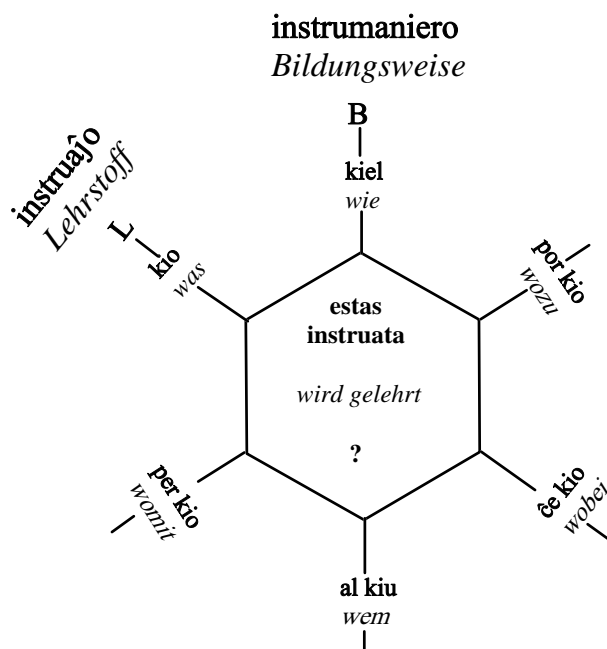 instrumaniero
Bildungsweise
B
kiel
wie
instruaĵo
Lehrstoff
L
kio
was
por kio
wozu
estas
instruata
wird gelehrt
?
per kio
womit
ĉe kio
wobei
al kiu
wem